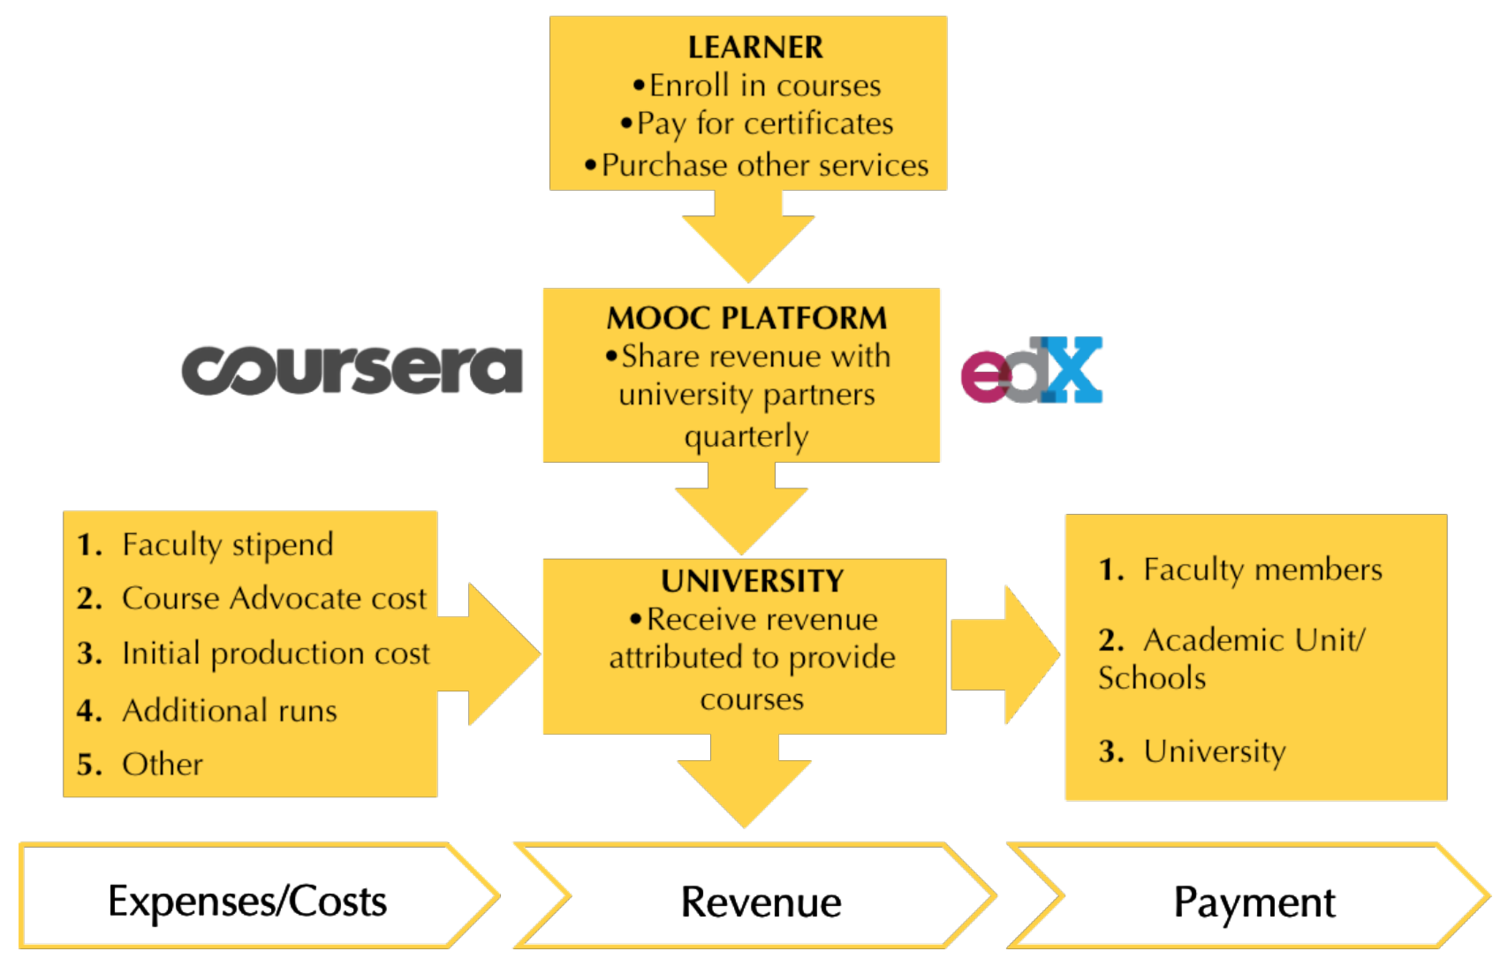 LEARNER
•Enroll in courses
•Pay for certificates
•Purchase other services
coursera
MOOC PLATFORM
•Share revenue with
university partners
quarterly
edX
1. Faculty stipend
2. Course Advocate cost
3. Initial production cost
4. Additional runs
5. Other
UNIVERSITY
•Receive revenue
attributed to provide
courses
1. Faculty members
2. Academic Unit/
Schools
3. University
Expenses/Costs
Revenue
Payment